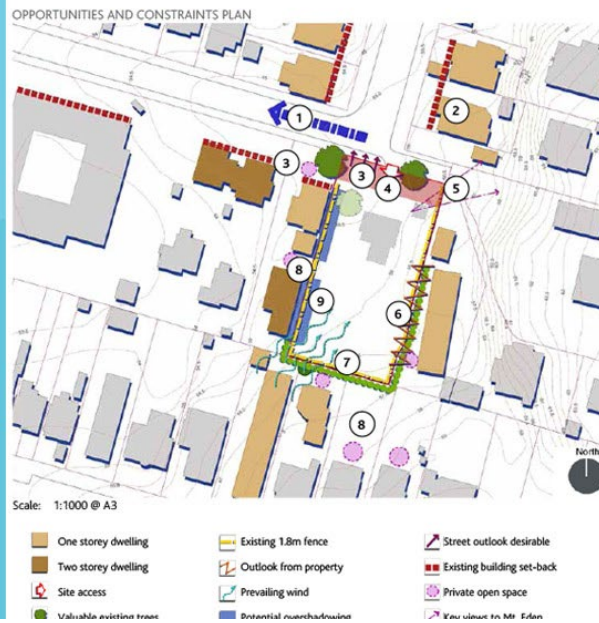 OPPORTUNITIES AND CONSTRAINTS PLAN
1
2
3
3
4
5
8
9
6
7
8
North
Scale: 1:1000 @ A3
One storey dwelling
Existing 1.8m fence
Street outlook desirable
Two storey dwelling
Outlook from property
Existing building set-back
Site access
Prevailing wind
Private open space
Valuable existing trees
Potential overshadowing
Key views to Mt. Eden